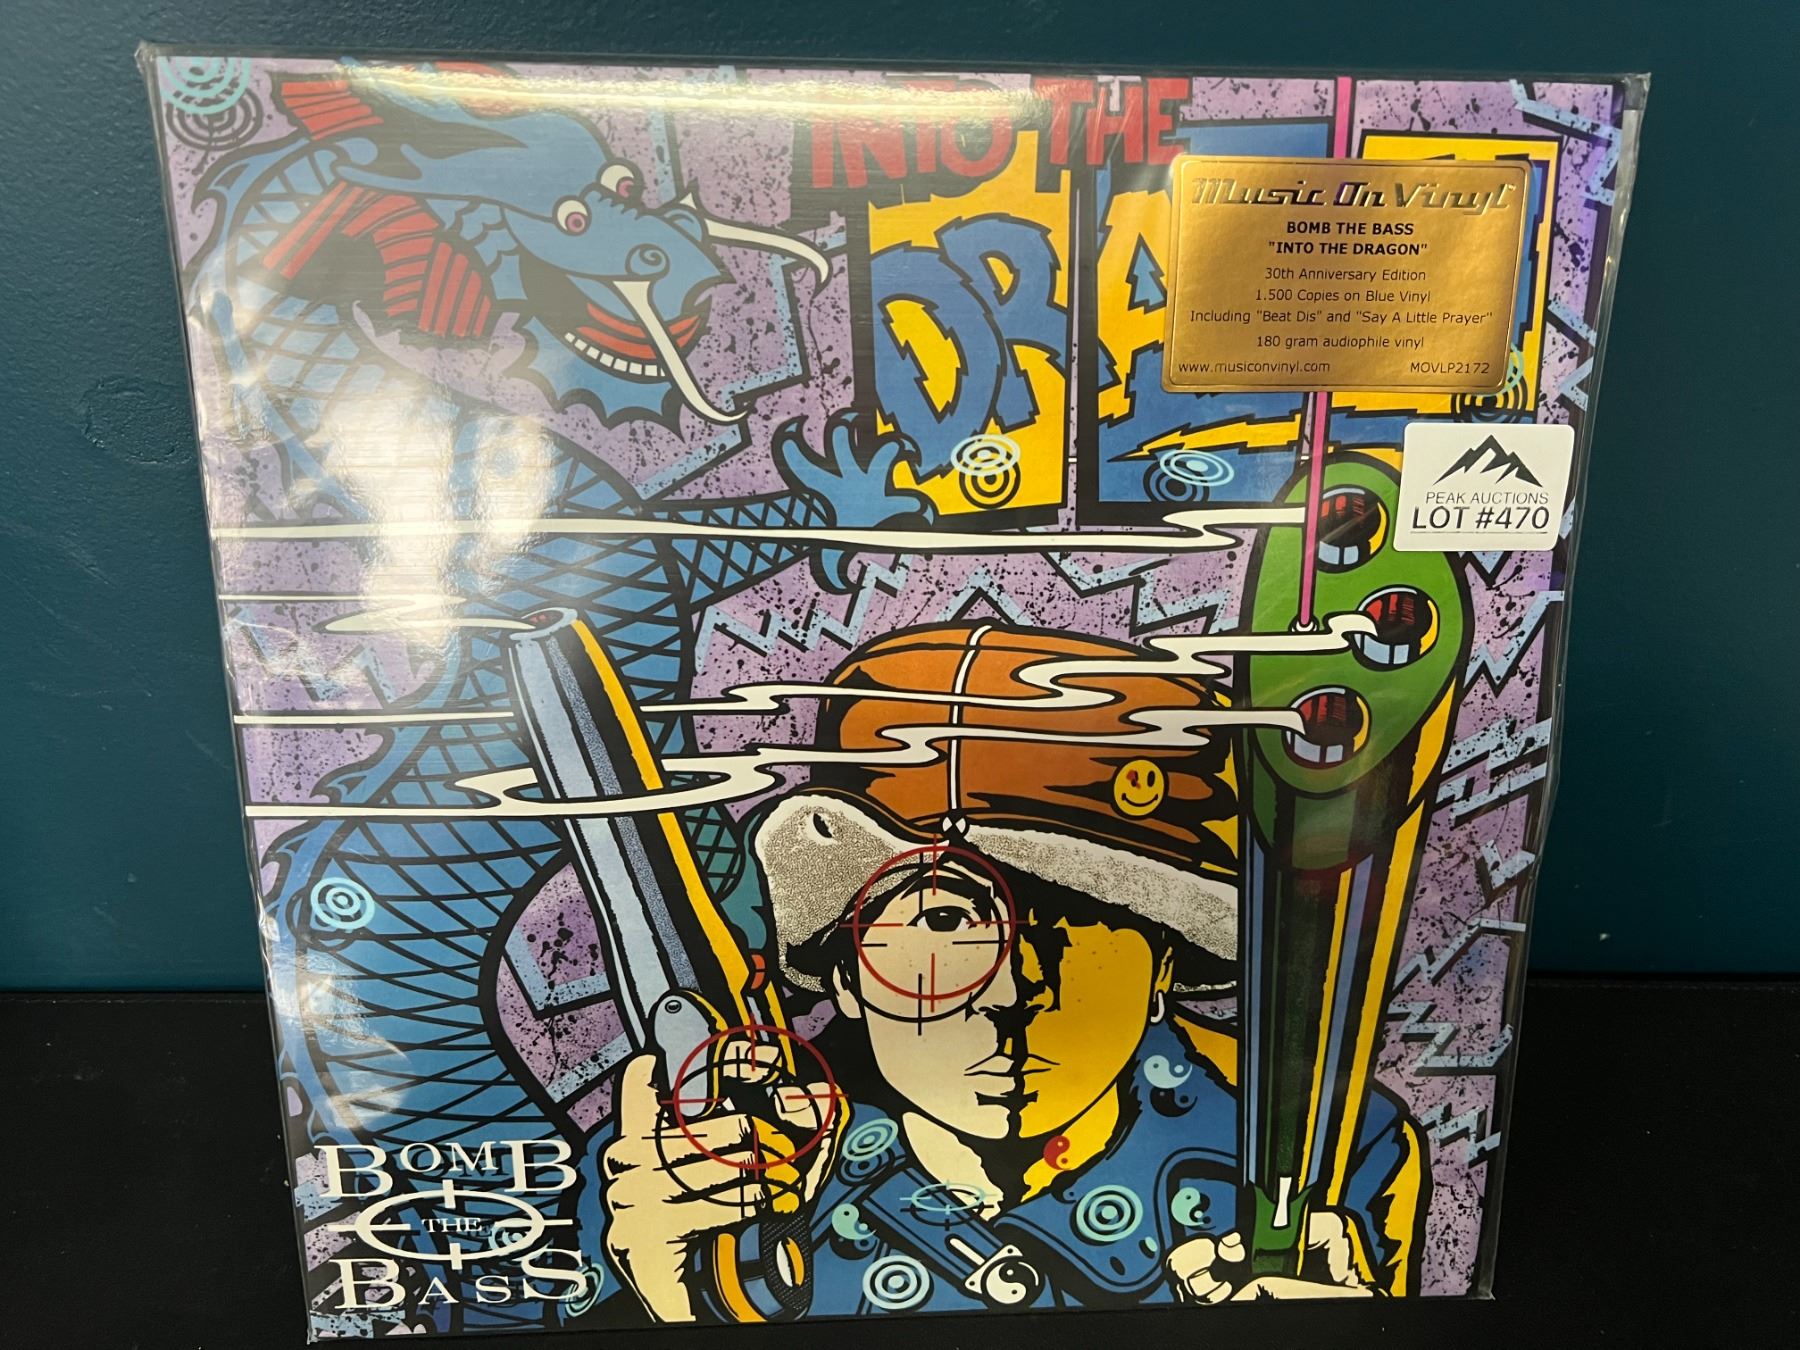 INTO THE
DRA
Music On Vinyl
BOMB THE BASS
"INTO THE DRAGON"
30th Anniversary Edition
1.500 Copies on Blue Vinyl
Including "Beat Dis" and "Say A Little Prayer"
180 gram audiophile vinyl
www.musiconvinyl.com MOVLP2172
PEAK AUCTIONS
LOT #470
BOMB
THE
BASS